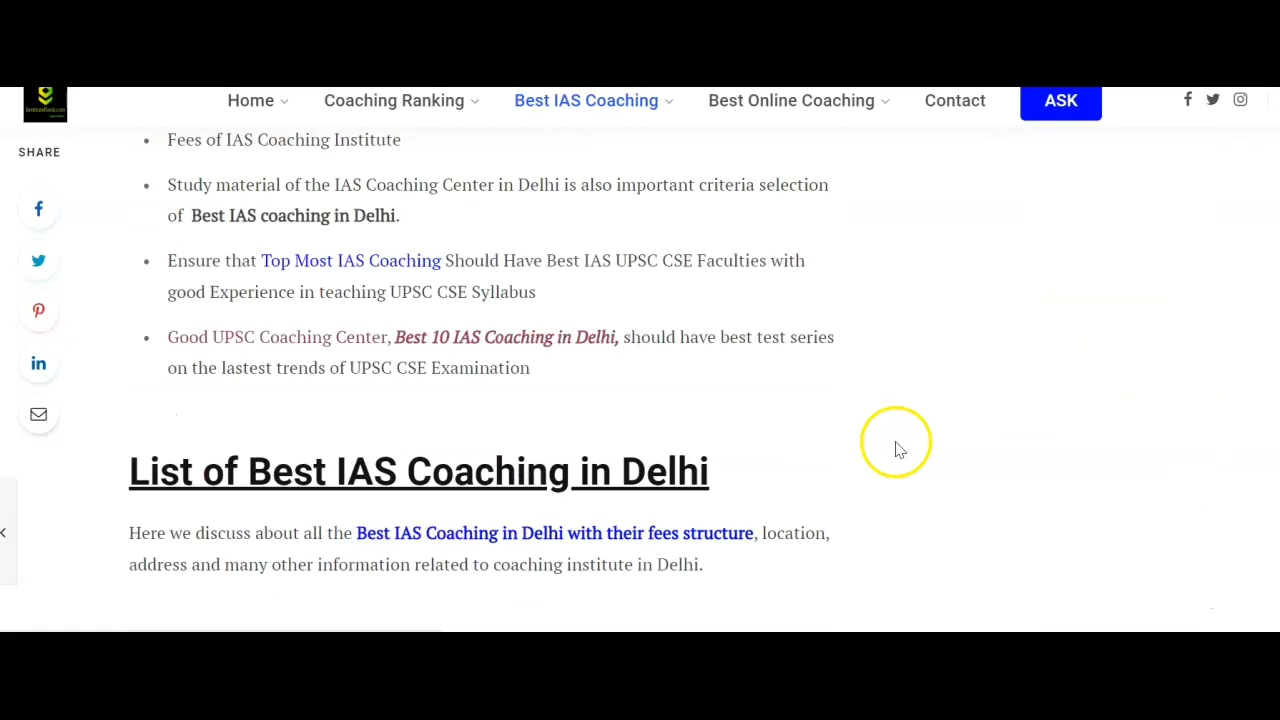 Home Coaching Ranking Best IAS Coaching Best Online Coaching Contact ASK
SHARE
• Fees of IAS Coaching Institute
• Study material of the IAS Coaching Center in Delhi is also important criteria selection
of Best IAS coaching in Delhi.
• Ensure that Top Most IAS Coaching Should Have Best IAS UPSC CSE Faculties with
good Experience in teaching UPSC CSE Syllabus
• Good UPSC Coaching Center, Best 10 IAS Coaching in Delhi, should have best test series
on the lastest trends of UPSC CSE Examination
List of Best IAS Coaching in Delhi
Here we discuss about all the Best IAS Coaching in Delhi with their fees structure, location,
address and many other information related to coaching institute in Delhi.